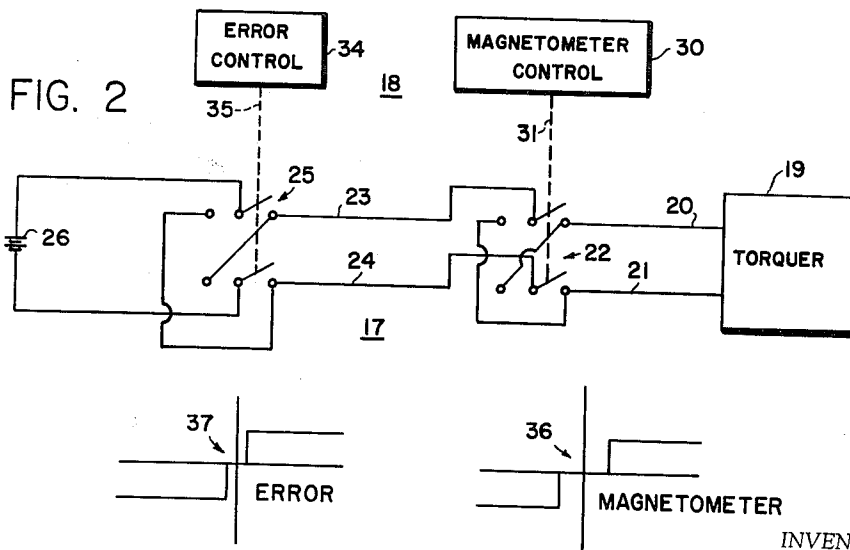 FIG. 2
ERROR
CONTROL
34
35
18
MAGNETOMETER
CONTROL
30
31
25
23
26
24
17
22
20
21
19
TORQUER
37
ERROR
36
MAGNETOMETER
INVEN